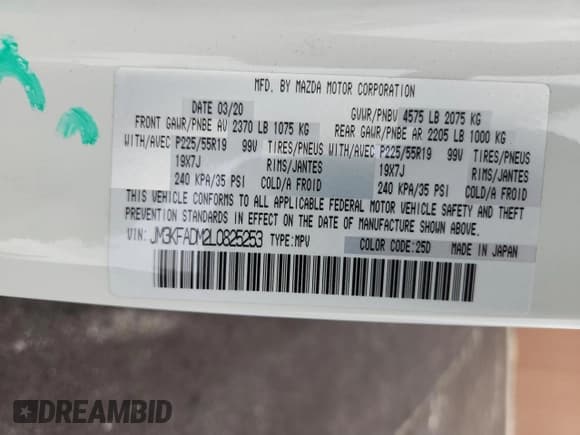 MFD. BY MAZDA MOTOR CORPORATION
DATE 03/20 GVWR/PNBV 4575 LB 2075 KG
FRONT GAWR/PNBE AV 2370 LB 1075 KG REAR GAWR/PNBE AR 2205 LB 1000 KG
WITH/AVEC P225/55R19 99V TIRES/PNEUS WITH/AVEC P225/55R19 99V TIRES/PNEUS
19X7J RIMS/JANTES 19X7J RIMS/JANTES
240 KPA/35 PSI COLD/A FROID 240 KPA/35 PSI COLD/A FROID
THIS VEHICLE CONFORMS TO ALL APPLICABLE FEDERAL MOTOR VEHICLE SAFETY AND THEFT
PREVENTION STANDARDS IN EFFECT ON THE DATE OF MANUFACTURE SHOWN ABOVE.
VIN: JM3KFADM2L0825253 TYPE:MPV COLOR CODE:25D MADE IN JAPAN
DREAMBID